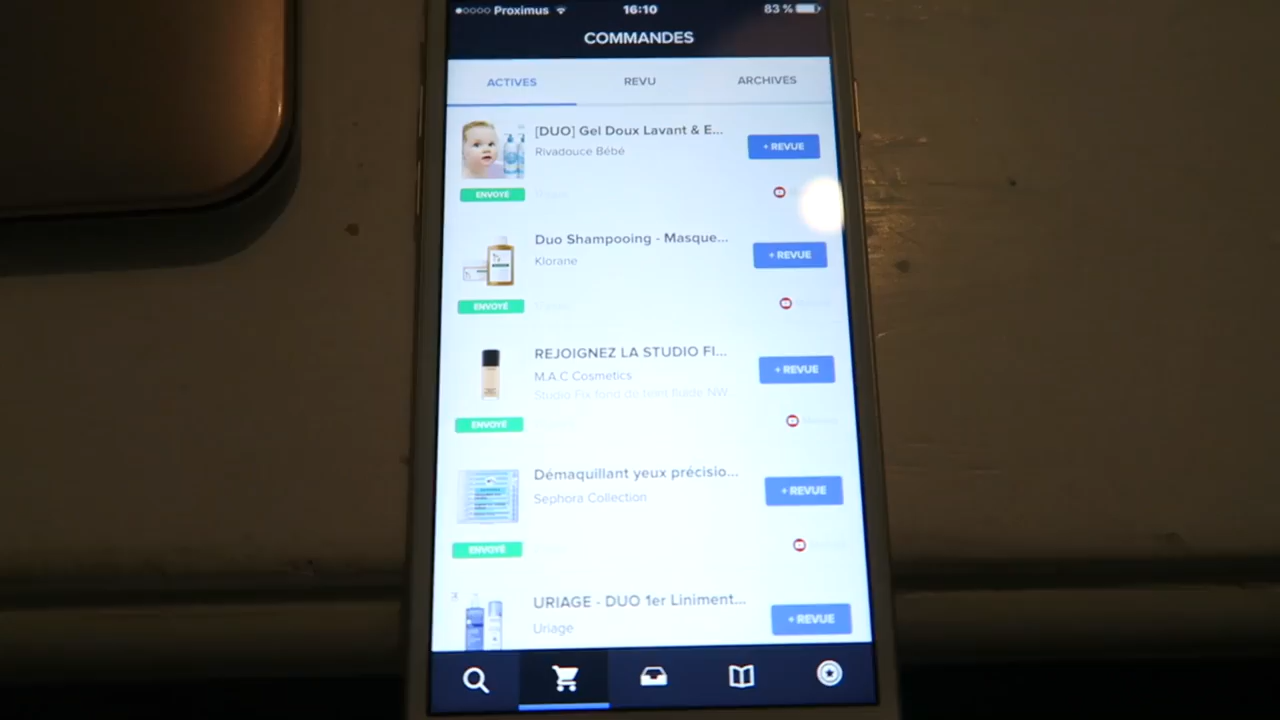 Proximus 16:10 83 %
COMMANDES
ACTIVES REVU ARCHIVÉS
[DUO] Gel Doux Lavant & E...
Rivadouce Bébé
+ REVUE
ENVOYÉ
Duo Shampooing - Masque...
Klorane
+ REVUE
ENVOYÉ
REJOIGNEZ LA STUDIO FI...
M.A.C Cosmetics
Studio Fix fond de teint fluide NW...
+ REVUE
ENVOYÉ
Démaquillant yeux précisio...
Sephora Collection
+ REVUE
ENVOYÉ
URIAGE - DUO 1er Liniment...
Uriage
+ REVUE